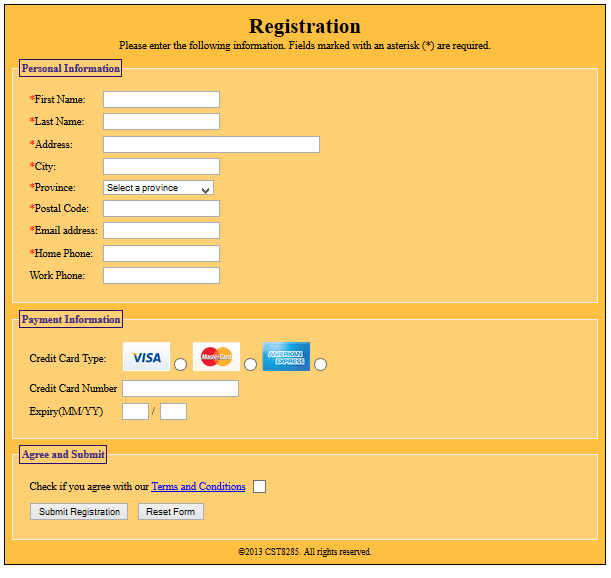 Registration
Please enter the following information. Fields marked with an asterisk (*) are required.
Personal Information
*First Name:
*Last Name:
*Address:
*City:
*Province: Select a province
*Postal Code:
*Email address:
*Home Phone:
Work Phone:
Payment Information
Credit Card Type: VISA MasterCard AMERICAN EXPRESS
Credit Card Number
Expiry(MM/YY) /
Agree and Submit
Check if you agree with our Terms and Conditions
Submit Registration Reset Form
©2013 CST8285. All rights reserved.